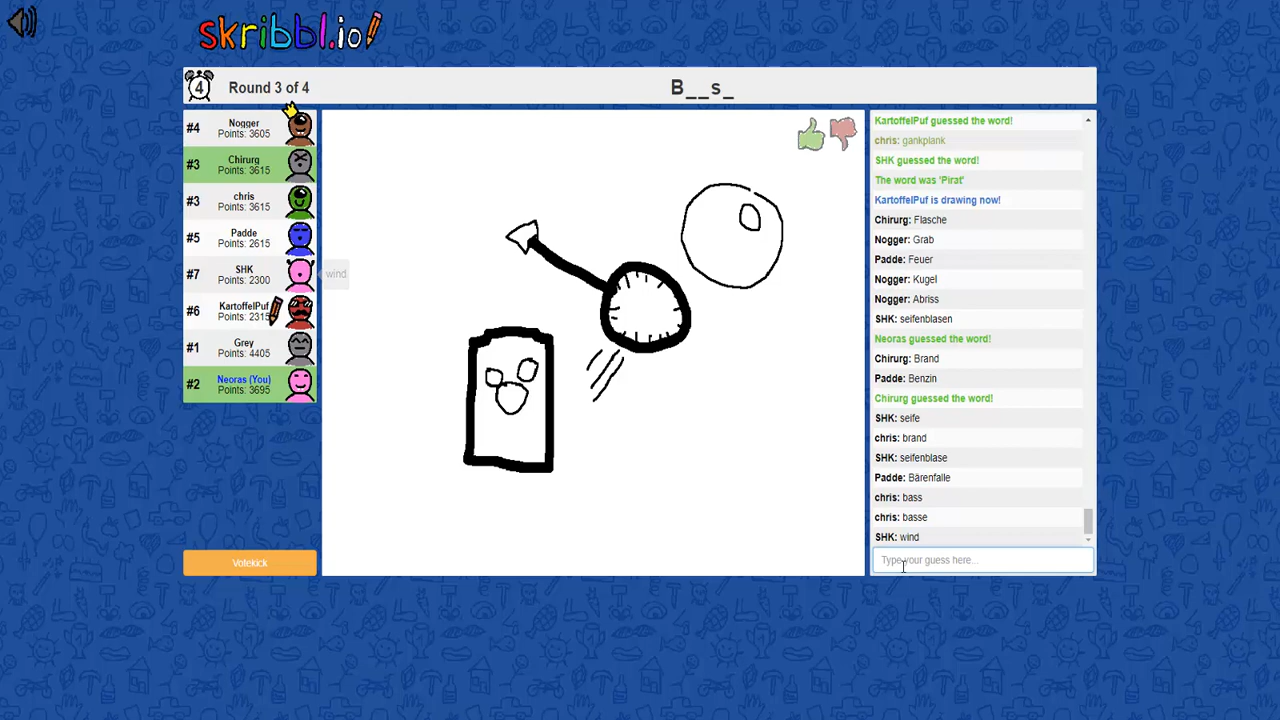 skribbl.io
4
Round 3 of 4
B__s_
#4
Nogger
Points: 3605
#3
Chirurg
Points: 3615
#3
chris
Points: 3615
#5
Padde
Points: 2615
#7
SHK
Points: 2300
wind
#6
KartoffelPuf
Points: 2315
#1
Grey
Points: 4405
#2
Neoras (You)
Points: 3695
Votekick
KartoffelPuf guessed the word!
chris: gankplank
SHK guessed the word!
The word was 'Pirat'
KartoffelPuf is drawing now!
Chirurg: Flasche
Nogger: Grab
Padde: Feuer
Nogger: Kugel
Nogger: Abriss
SHK: seifenblasen
Neoras guessed the word!
Chirurg: Brand
Padde: Benzin
Chirurg guessed the word!
SHK: seife
chris: brand
SHK: seifenblase
Padde: Bärenfalle
chris: bass
chris: basse
SHK: wind
Type your guess here...